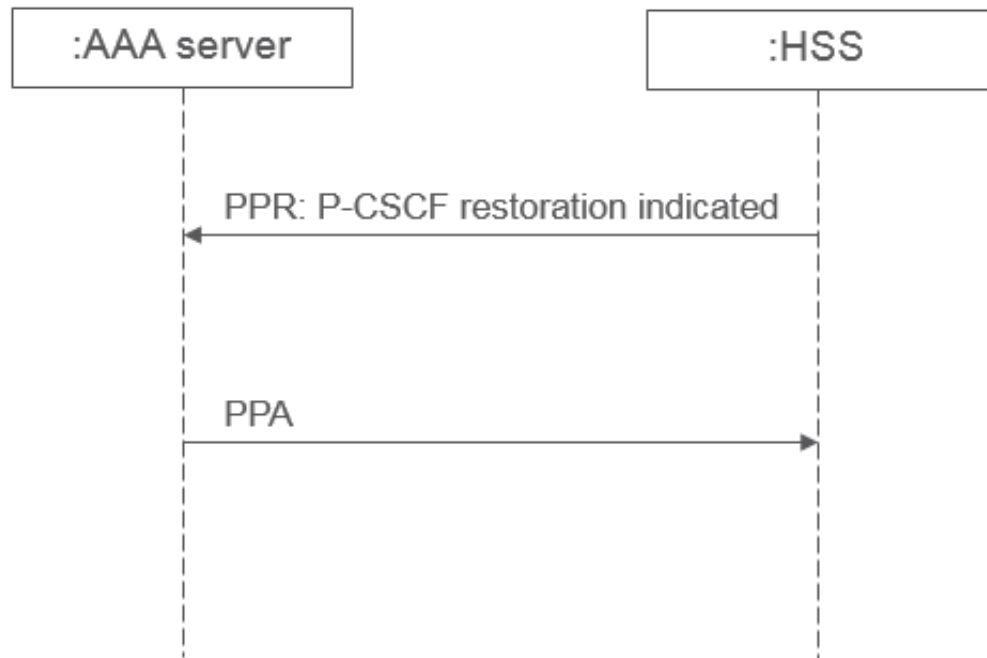 :AAA server
:HSS
PPR: P-CSCF restoration indicated
PPA